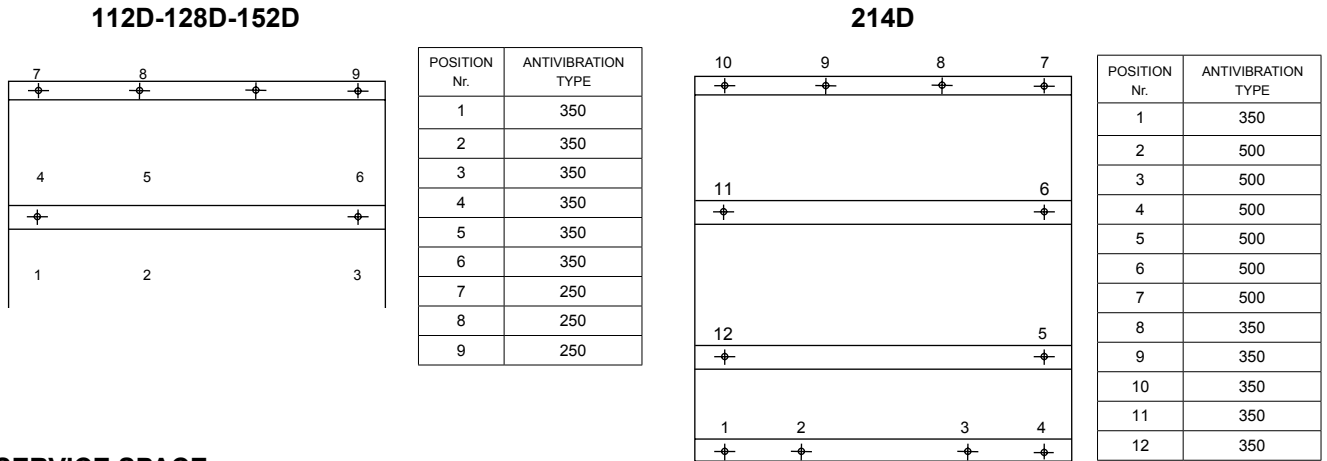 112D-128D-152D
7 8 9
4 5 6
1 2 3
POSITION Nr. ANTIVIBRATION TYPE
1 350
2 350
3 350
4 350
5 350
6 350
7 250
8 250
9 250
214D
10 9 8 7
11 6
12 5
1 2 3 4
POSITION Nr. ANTIVIBRATION TYPE
1 350
2 500
3 500
4 500
5 500
6 500
7 500
8 350
9 350
10 350
11 350
12 350
SERVICE SPACE